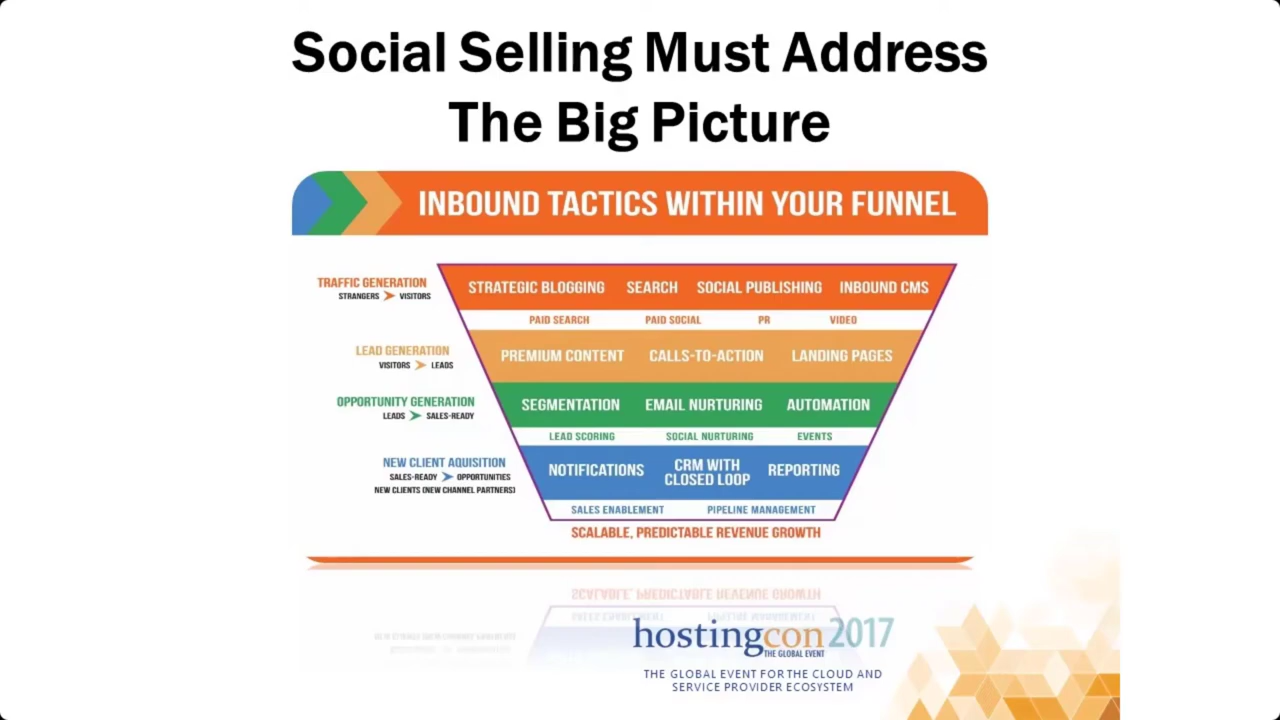 Social Selling Must Address
The Big Picture
INBOUND TACTICS WITHIN YOUR FUNNEL
TRAFFIC GENERATION
STRANGERS > VISITORS
STRATEGIC BLOGGING SEARCH SOCIAL PUBLISHING INBOUND CMS
PAID SEARCH PAID SOCIAL PR VIDEO
LEAD GENERATION
VISITORS > LEADS
PREMIUM CONTENT CALLS-TO-ACTION LANDING PAGES
OPPORTUNITY GENERATION
LEADS > SALES-READY
SEGMENTATION EMAIL NURTURING AUTOMATION
LEAD SCORING SOCIAL NURTURING EVENTS
NEW CLIENT AQUISITION
SALES-READY > OPPORTUNITIES
NEW CLIENTS (NEW CHANNEL PARTNERS)
NOTIFICATIONS
CRM WITH
CLOSED LOOP
REPORTING
SALES ENABLEMENT PIPELINE MANAGEMENT
SCALABLE, PREDICTABLE REVENUE GROWTH
hostingcon 2017
THE GLOBAL EVENT
THE GLOBAL EVENT FOR THE CLOUD AND
SERVICE PROVIDER ECOSYSTEM